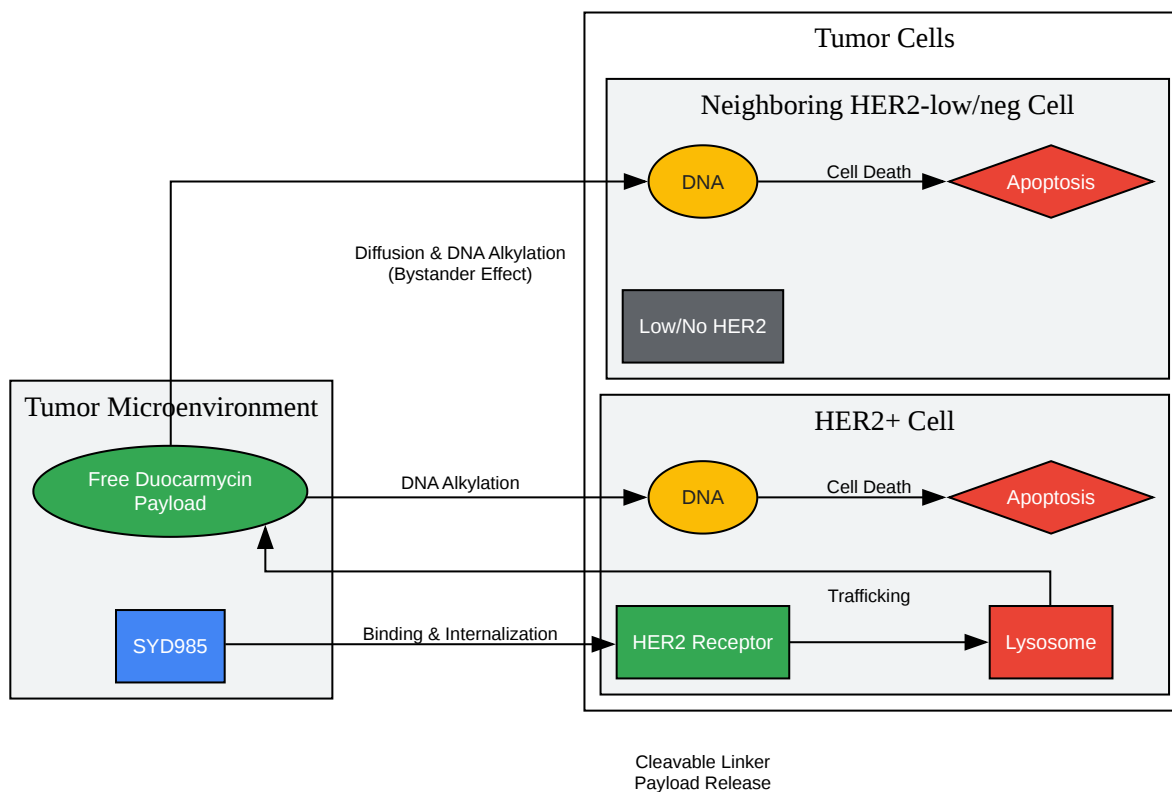 Tumor Cells
Neighboring HER2-low/neg Cell
DNA
Cell Death
Apoptosis
Diffusion & DNA Alkylation
(Bystander Effect)
Low/No HER2
Tumor Microenvironment
HER2+ Cell
Free Duocarmycin
Payload
DNA Alkylation
DNA
Cell Death
Apoptosis
Trafficking
SYD985
Binding & Internalization
HER2 Receptor
Lysosome
Cleavable Linker
Payload Release